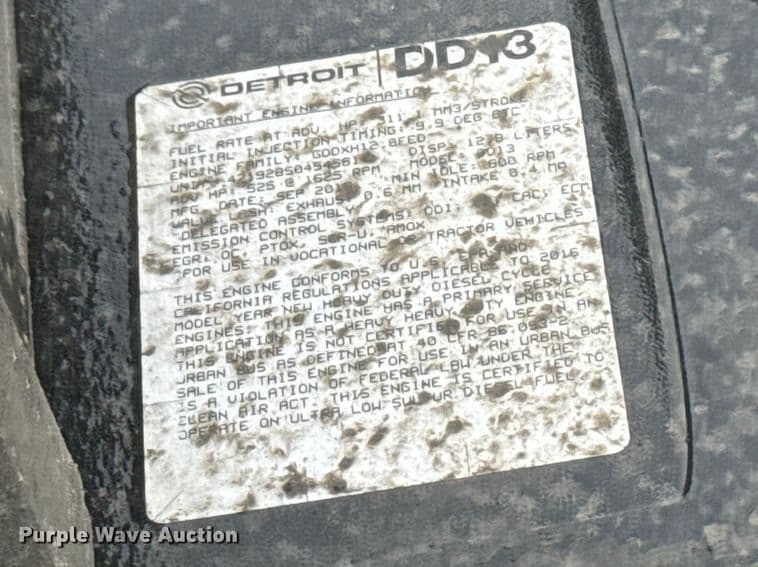 DETROIT DD13
IMPORTANT ENGINE INFORMATION
FUEL RATE AT ADV. HP: 311.1 MM3/STROKE
INITIAL INJECTION TIMING: 9.9 DEG BTC
ENGINE FAMILY: GDDXH12.8EED DISP: 12.8 LITERS
UNIT: MODEL: DD13
ADV HP: 525 @ 1625 RPM MIN IDLE: 600 RPM
MFG. DATE: SEP
VALVE LASH: EXHAUST 0.6 MM INTAKE 0.4 MM
DELEGATED ASSEMBLY
EMISSION CONTROL SYSTEMS: DDI, CAC, ECM,
EGR, OC, PTOX, SCR-U, AMOX
FOR USE IN VOCATIONAL OR TRACTOR VEHICLES
THIS ENGINE CONFORMS TO U.S. EPA AND
CALIFORNIA REGULATIONS APPLICABLE TO 2016
MODEL YEAR NEW HEAVY DUTY DIESEL CYCLE
ENGINES. THIS ENGINE HAS A PRIMARY SERVICE
APPLICATION AS A HEAVY HEAVY DUTY ENGINE.
THIS ENGINE IS NOT CERTIFIED FOR USE IN AN
URBAN BUS AS DEFINED AT 40 CFR 86.093-2.
SALE OF THIS ENGINE FOR USE IN AN URBAN BUS
IS A VIOLATION OF FEDERAL LAW UNDER THE
CLEAN AIR ACT. THIS ENGINE IS CERTIFIED TO
OPERATE ON ULTRA LOW SULFUR DIESEL FUEL.
Purple Wave Auction